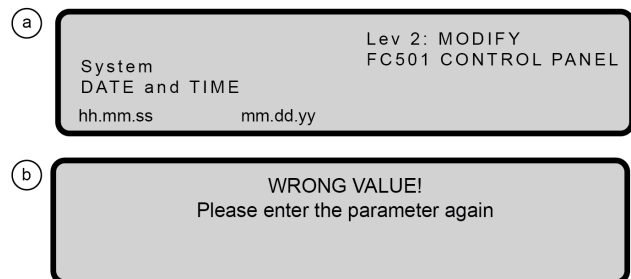 a
Lev 2: MODIFY
System FC501 CONTROL PANEL
DATE and TIME
hh.mm.ss mm.dd.yy
b
WRONG VALUE!
Please enter the parameter again